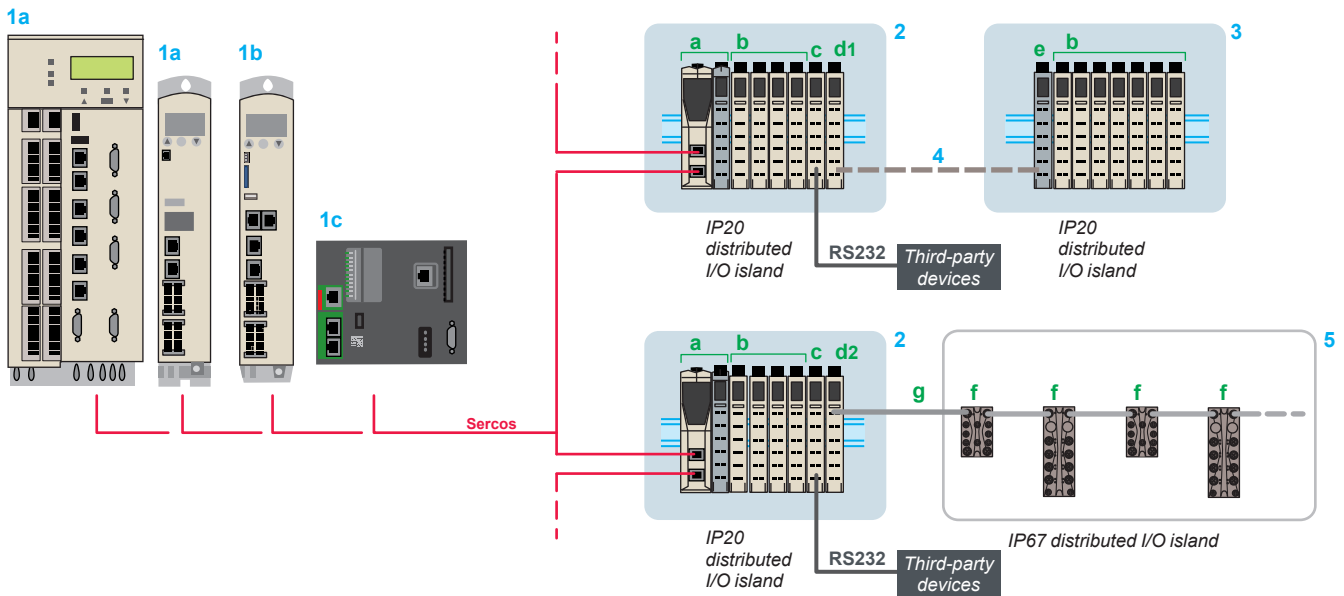 1a
1a
1b
1c
Sercos
2
a
b
c
d1
IP20
distributed
I/O island
RS232
Third-party
devices
4
3
e
b
IP20
distributed
I/O island
2
a
b
c
d2
IP20
distributed
I/O island
RS232
Third-party
devices
g
5
f
f
f
f
IP67 distributed I/O island